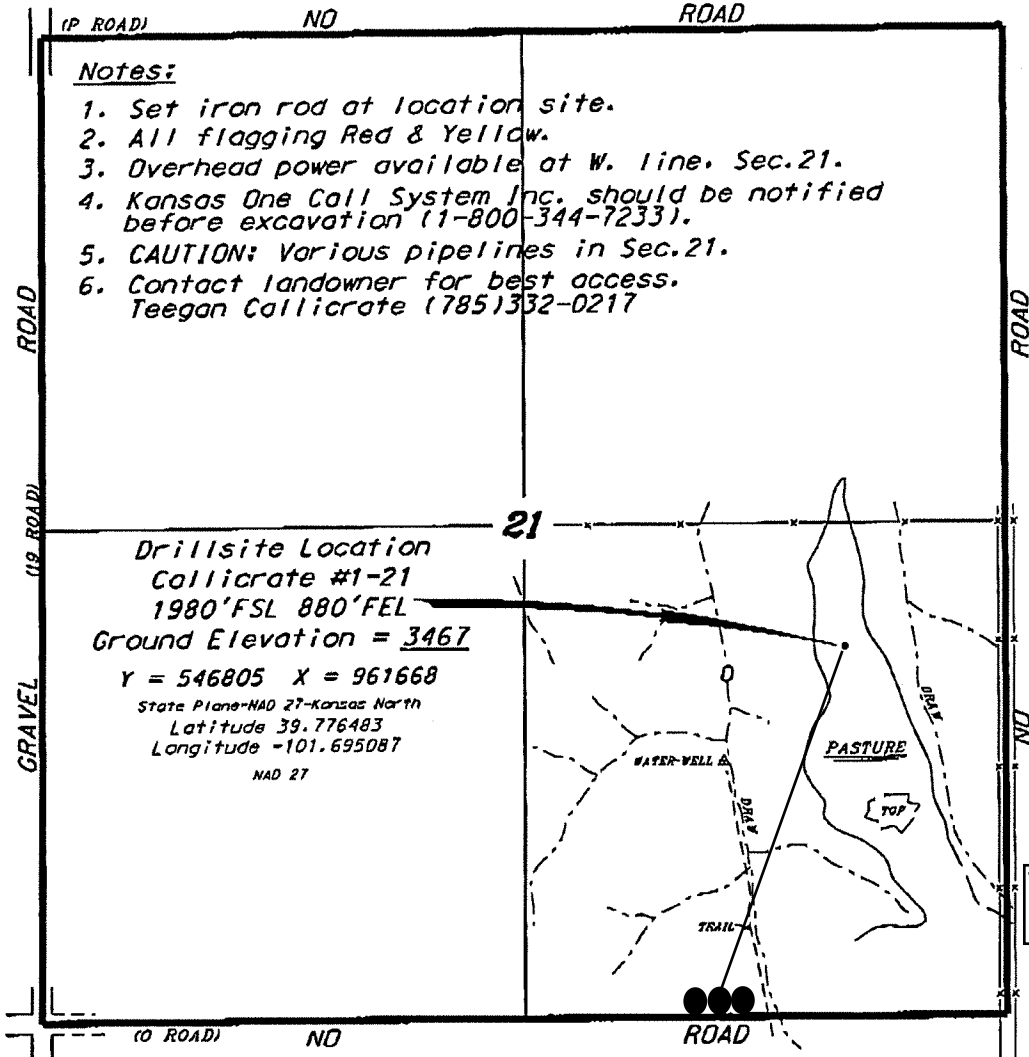 (P ROAD) NO ROAD
Notes:
1. Set iron rod at location site.
2. All flagging Red & Yellow.
3. Overhead power available at W. line. Sec.21.
4. Kansas One Call System Inc. should be notified
before excavation (1-800-344-7233).
5. CAUTION: Various pipelines in Sec.21.
6. Contact landowner for best access.
Teegan Callicrate (785)332-0217
ROAD
ROAD
(19 ROAD)
21
Drillsite Location
Callicrate #1-21
1980'FSL 880'FEL
Ground Elevation = 3467
Y = 546805 X = 961668
State Plane-NAD 27-Kansas North
Latitude 39.776483
Longitude -101.695087
NAD 27
GRAVEL
DRAW
NO
PASTURE
WATER-WELL
TOP
DRAW
TRAIL
(O ROAD) NO ROAD